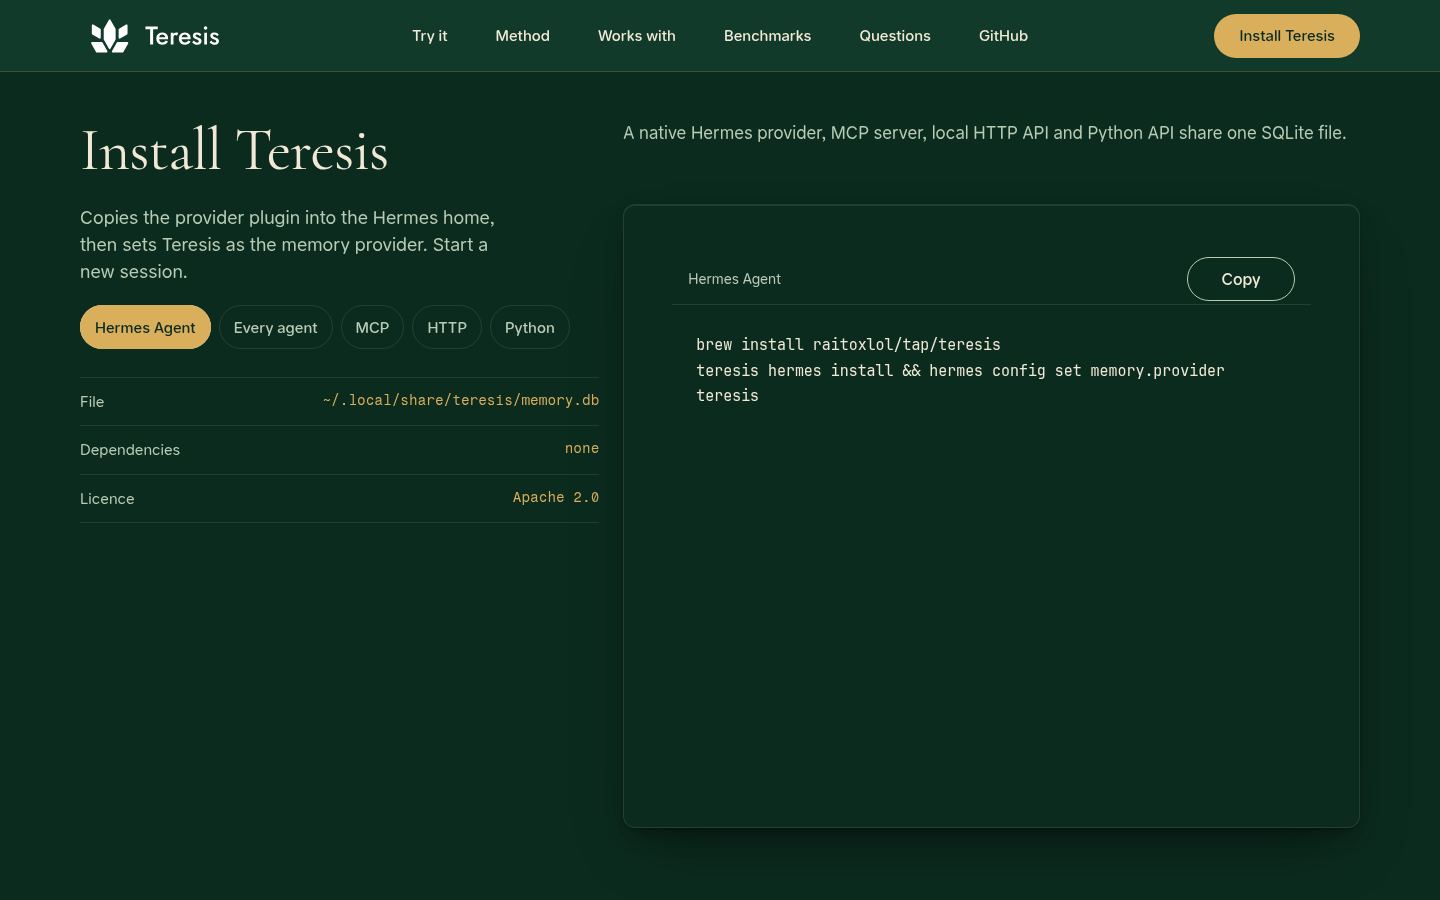 Teresis
Try it
Method
Works with
Benchmarks
Questions
GitHub
Install Teresis
Install Teresis
Copies the provider plugin into the Hermes home,
then sets Teresis as the memory provider. Start a
new session.
Hermes Agent
Every agent
MCP
HTTP
Python
File
~/.local/share/teresis/memory.db
Dependencies
none
Licence
Apache 2.0
A native Hermes provider, MCP server, local HTTP API and Python API share one SQLite file.
Hermes Agent
Copy
brew install raitoxlol/tap/teresis
teresis hermes install && hermes config set memory.provider
teresis